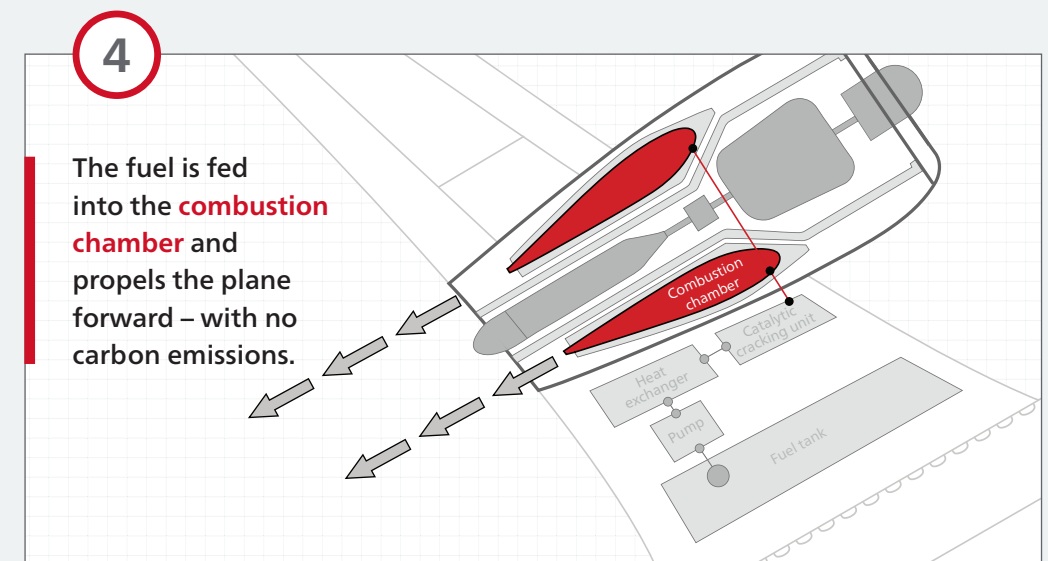 4
The fuel is fed
into the combustion
chamber and
propels the plane
forward – with no
carbon emissions.
Combustion
chamber
Catalytic
cracking unit
Heat
exchanger
Pump
Fuel tank